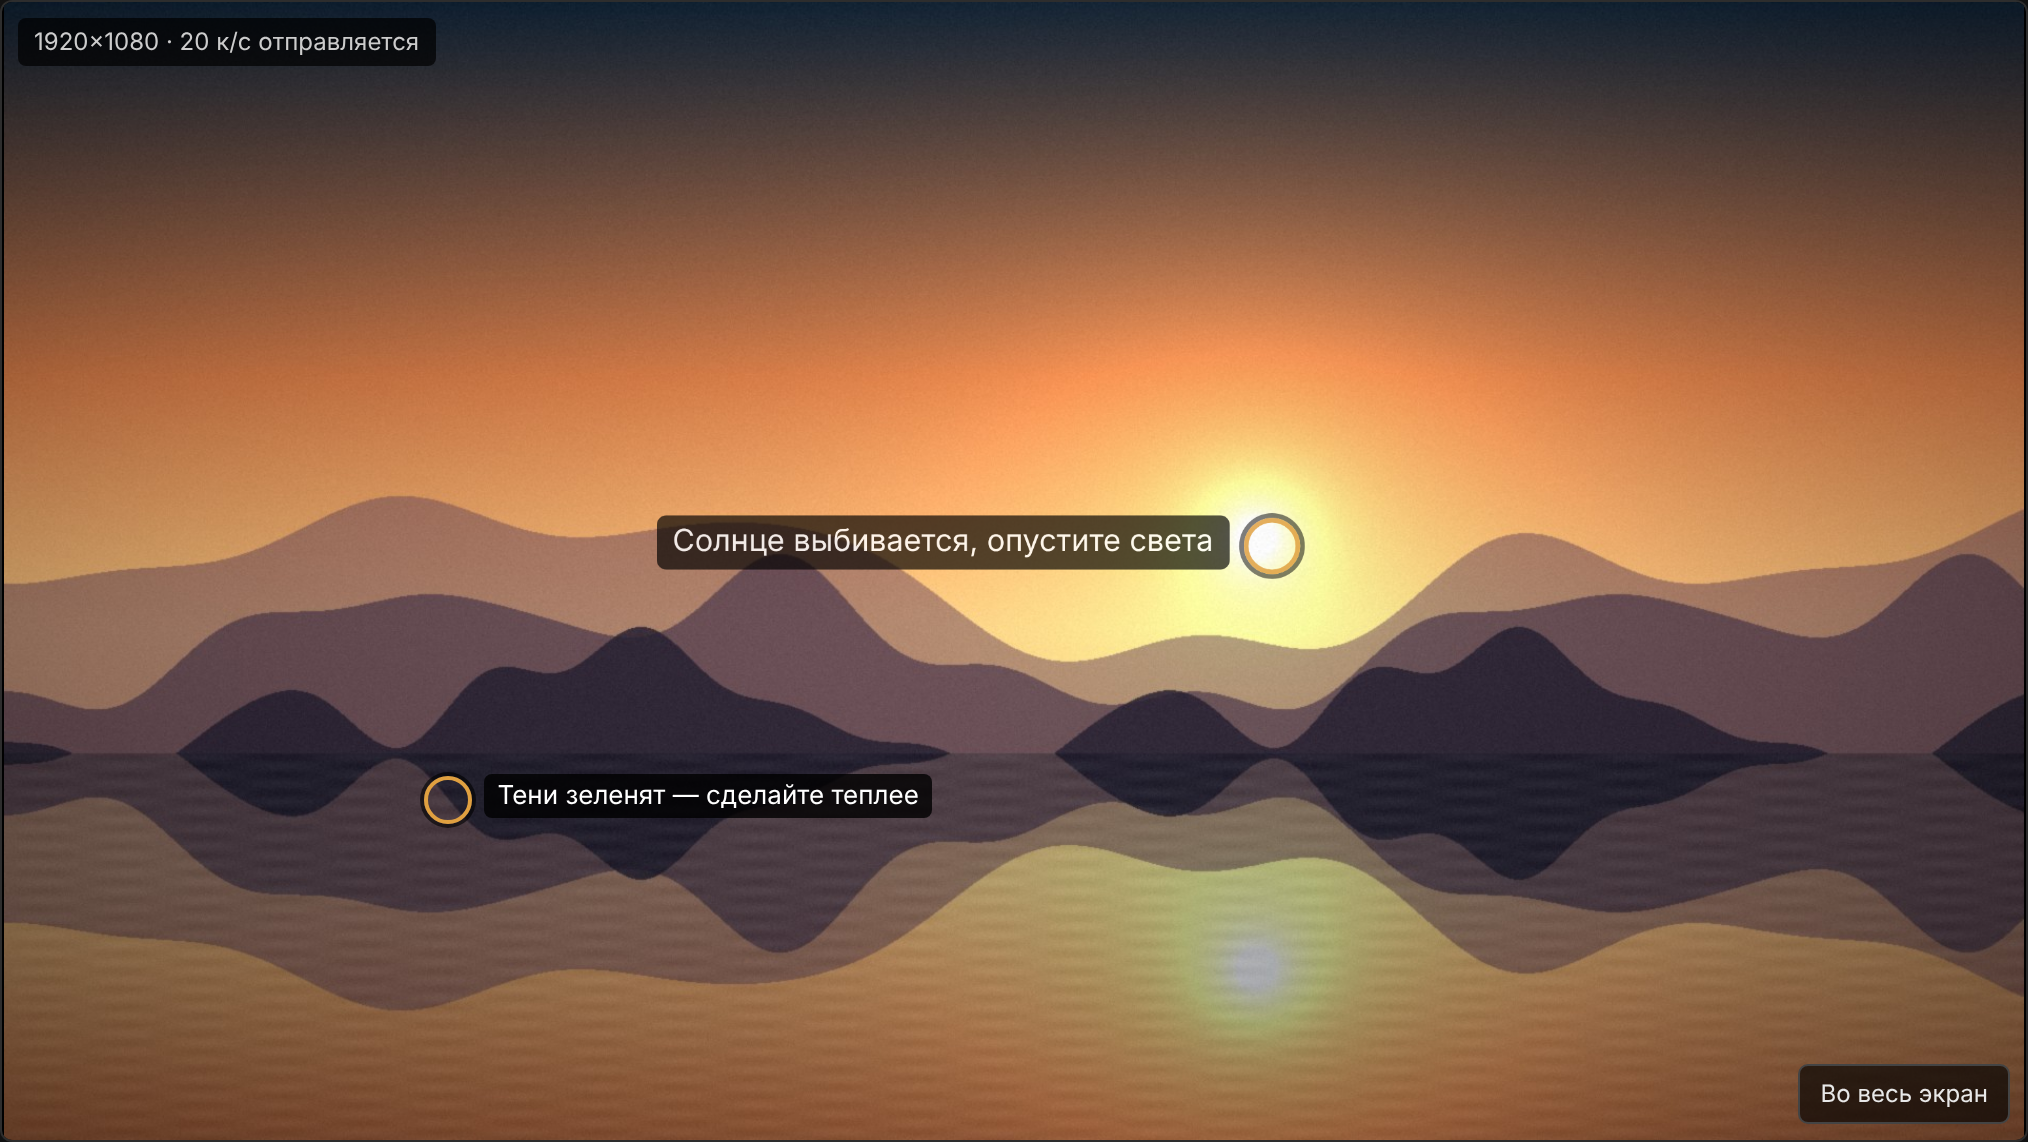 1920×1080 · 20 к/с отправляется
Солнце выбивается, опустите света
Тени зеленят — сделайте теплее
Во весь экран